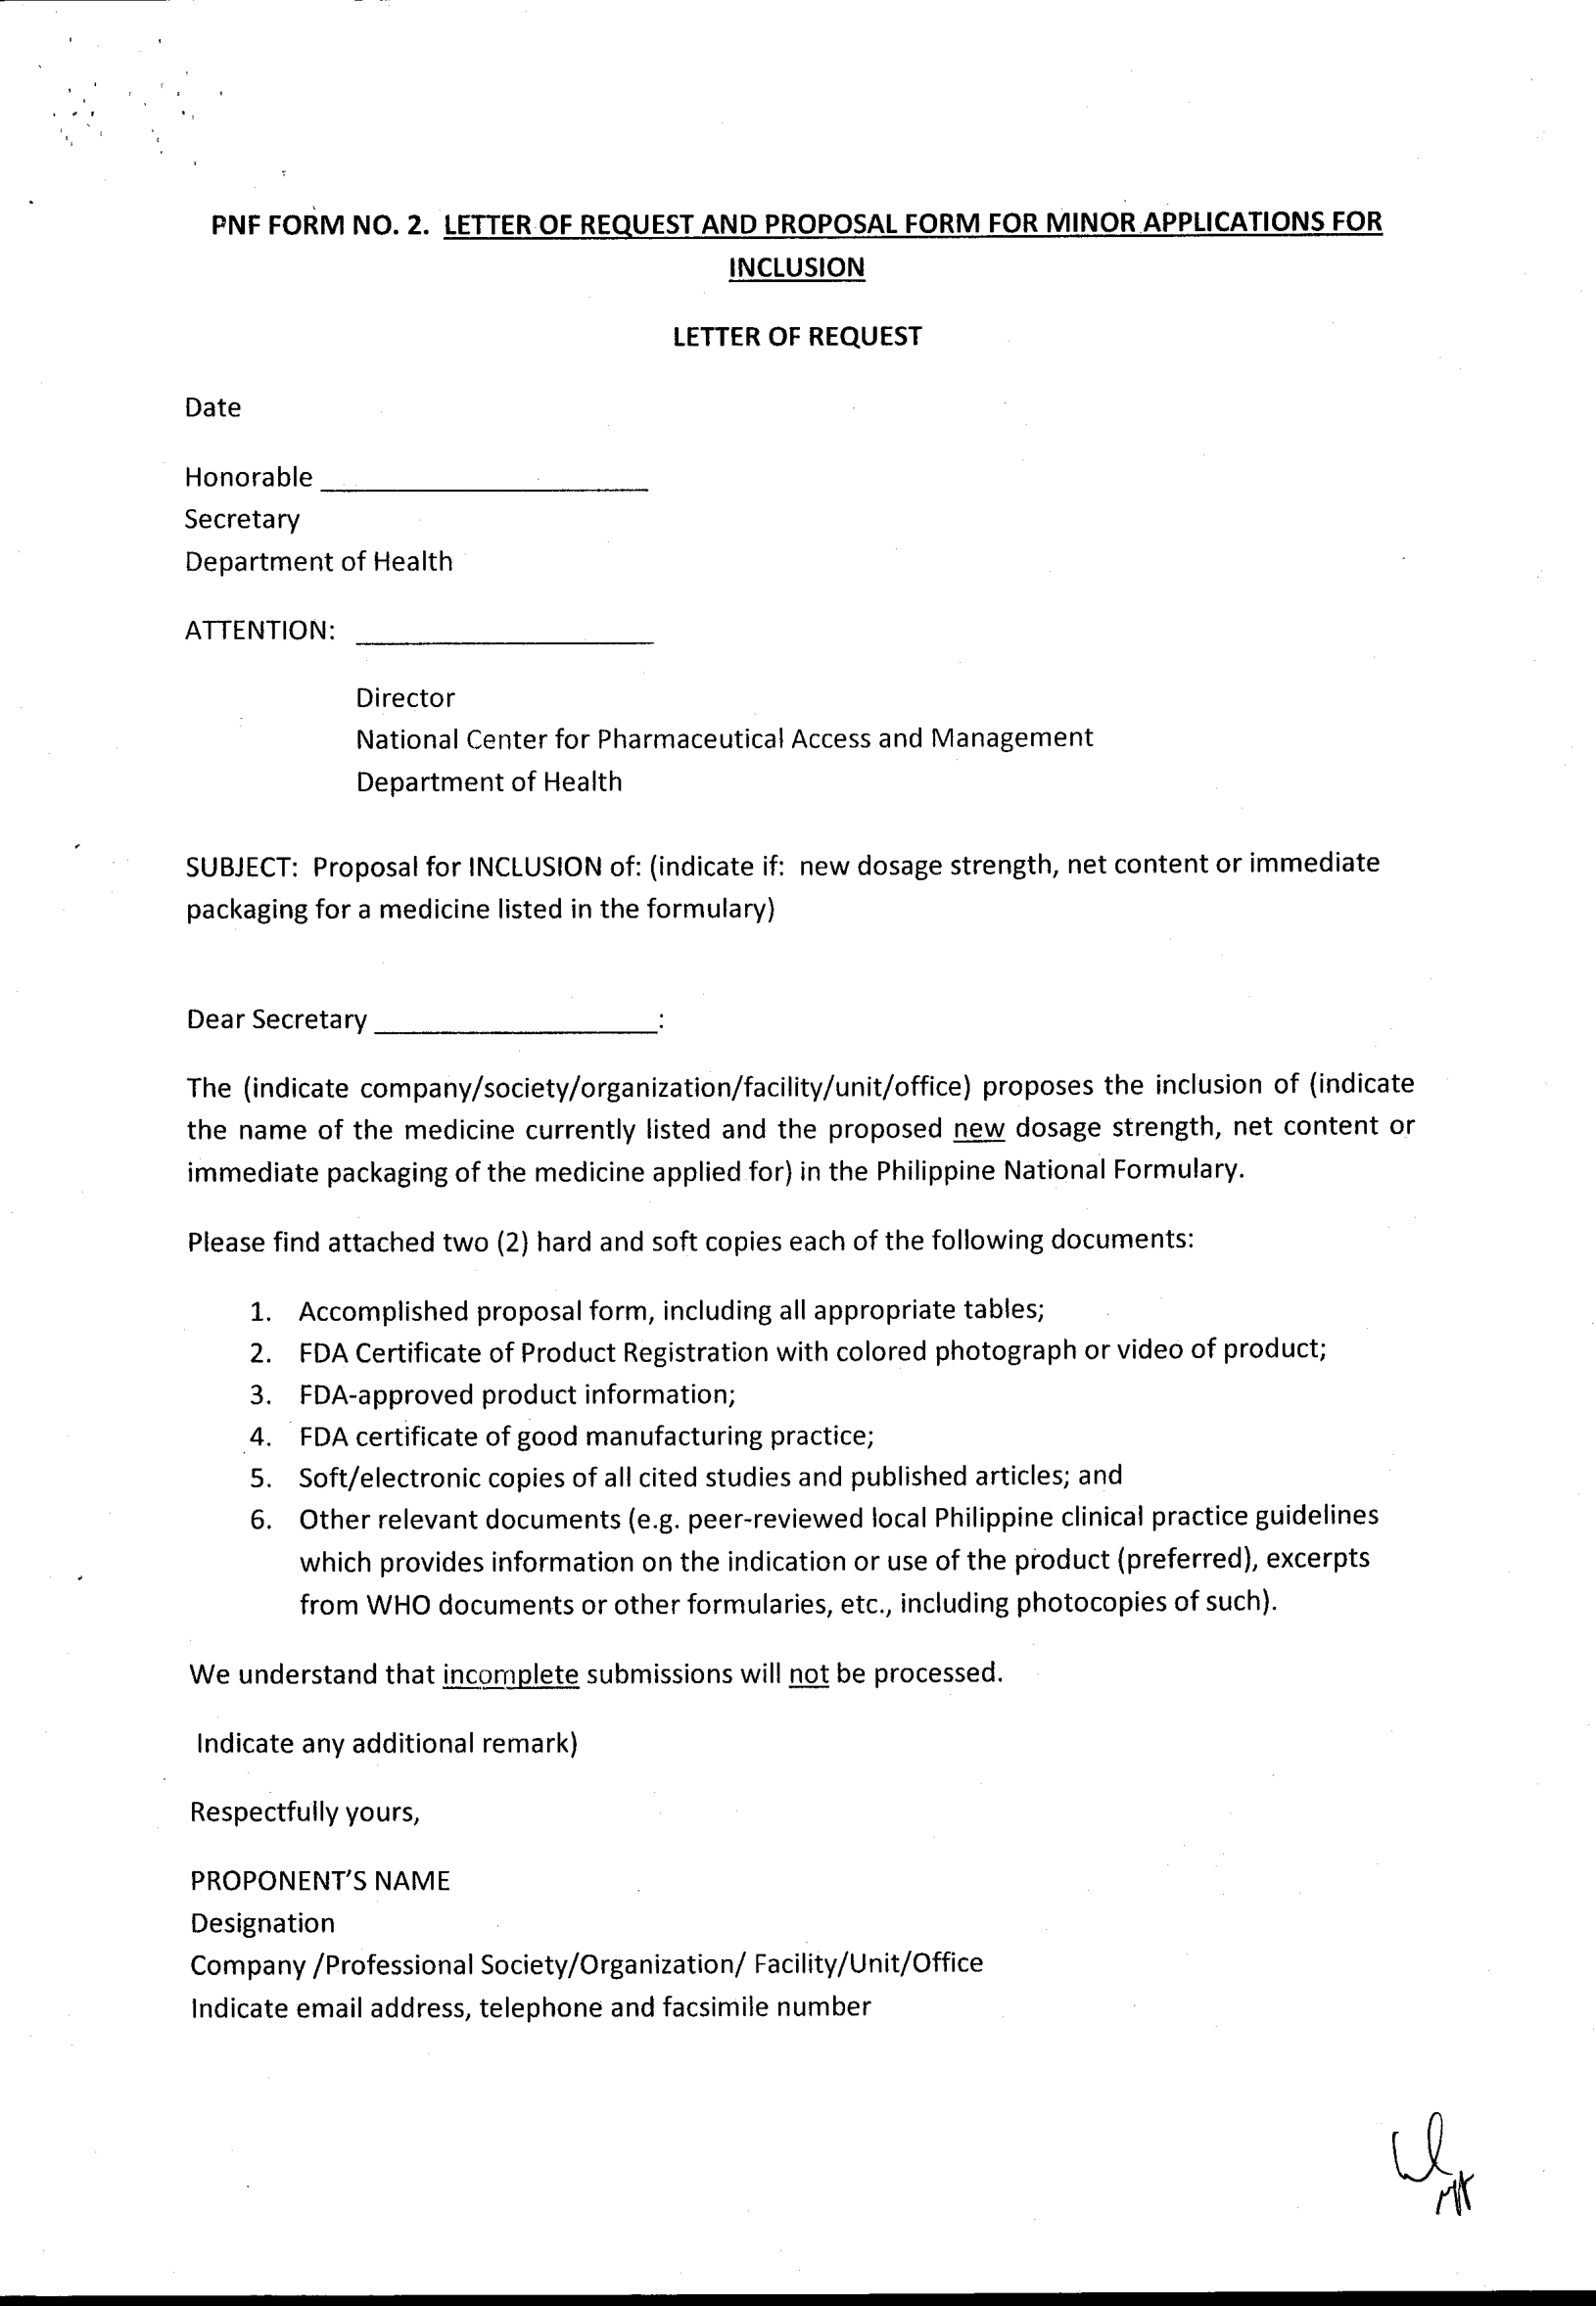 PNF FORM NO. 2. LETTER OF REQUEST AND PROPOSAL FORM FOR MINOR APPLICATIONS FOR
INCLUSION
LETTER OF REQUEST
Date
Honorable ____________________
Secretary
Department of Health
ATTENTION: ____________________
Director
National Center for Pharmaceutical Access and Management
Department of Health
SUBJECT: Proposal for INCLUSION of: (indicate if: new dosage strength, net content or immediate
packaging for a medicine listed in the formulary)
Dear Secretary ____________________:
The (indicate company/society/organization/facility/unit/office) proposes the inclusion of (indicate
the name of the medicine currently listed and the proposed new dosage strength, net content or
immediate packaging of the medicine applied for) in the Philippine National Formulary.
Please find attached two (2) hard and soft copies each of the following documents:
1. Accomplished proposal form, including all appropriate tables;
2. FDA Certificate of Product Registration with colored photograph or video of product;
3. FDA-approved product information;
4. FDA certificate of good manufacturing practice;
5. Soft/electronic copies of all cited studies and published articles; and
6. Other relevant documents (e.g. peer-reviewed local Philippine clinical practice guidelines
which provides information on the indication or use of the product (preferred), excerpts
from WHO documents or other formularies, etc., including photocopies of such).
We understand that incomplete submissions will not be processed.
Indicate any additional remark)
Respectfully yours,
PROPONENT'S NAME
Designation
Company /Professional Society/Organization/ Facility/Unit/Office
Indicate email address, telephone and facsimile number